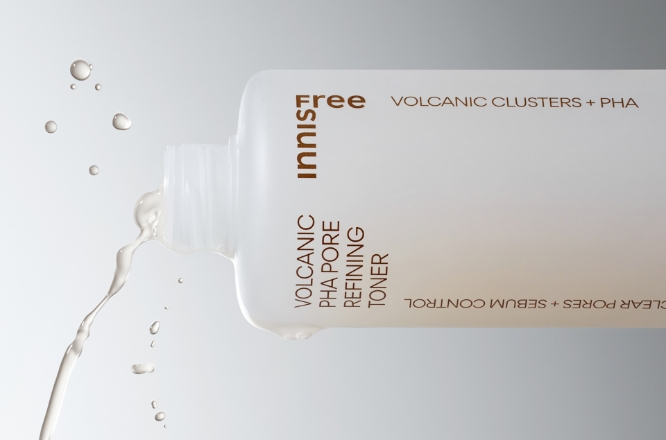 innisfree
VOLCANIC CLUSTERS + PHA
VOLCANIC
PHA PORE
REFINING
TONER
CLEAR PORES + SEBUM CONTROL